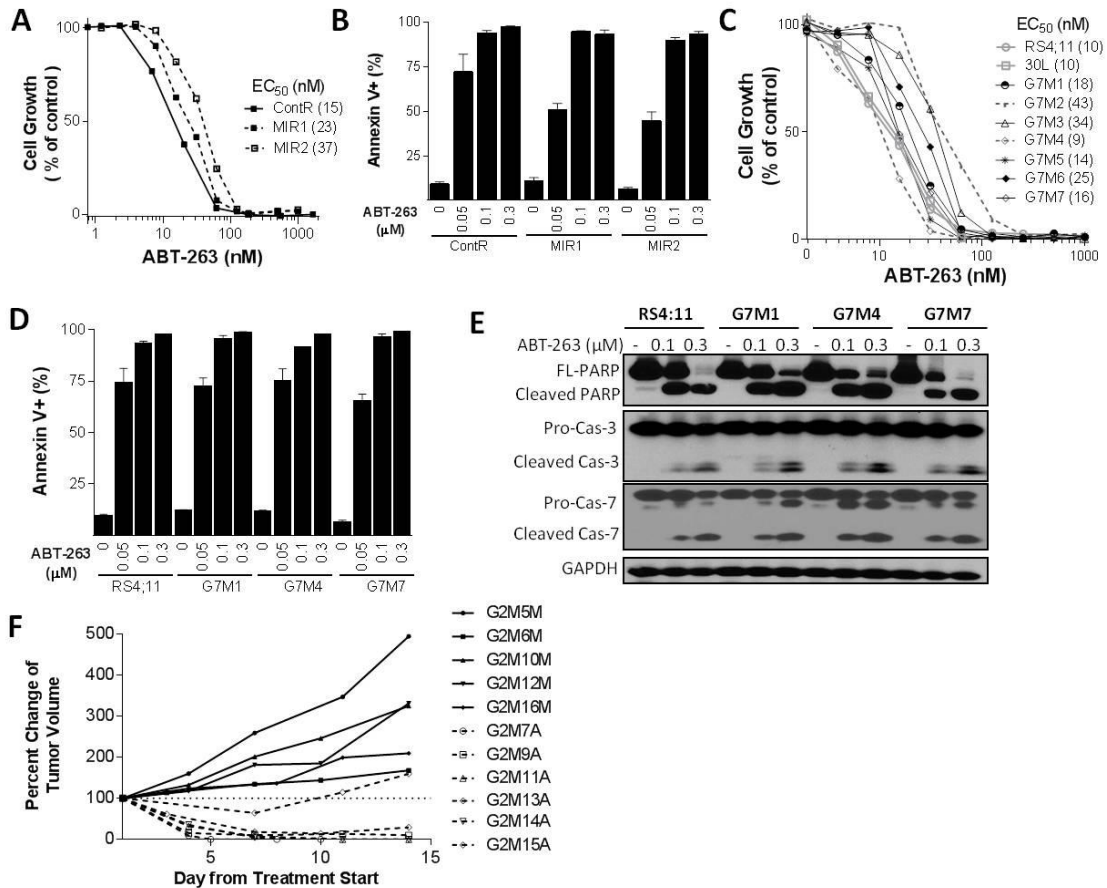 A
Cell Growth
( % of control)
100
50
0
1
10
100
1000
ABT-263 (nM)
EC50 (nM)
ContR (15)
MIR1 (23)
MIR2 (37)
B
Annexin V+ (%)
100
75
50
25
ABT-263
(μM)
0
0.05
0.1
0.3
0
0.05
0.1
0.3
0
0.05
0.1
0.3
ContR
MIR1
MIR2
C
Cell Growth
(% of control)
100
50
0
0
10
100
1000
ABT-263 (nM)
EC50 (nM)
RS4;11 (10)
30L (10)
G7M1 (18)
G7M2 (43)
G7M3 (34)
G7M4 (9)
G7M5 (14)
G7M6 (25)
G7M7 (16)
D
Annexin V+ (%)
100
75
50
25
ABT-263
(μM)
0
0.05
0.1
0.3
0
0.05
0.1
0.3
0
0.05
0.1
0.3
0
0.05
0.1
0.3
RS4;11
G7M1
G7M4
G7M7
E
RS4:11 G7M1 G7M4 G7M7
ABT-263 (μM) - 0.1 0.3 - 0.1 0.3 - 0.1 0.3 - 0.1 0.3
FL-PARP
Cleaved PARP
Pro-Cas-3
Cleaved Cas-3
Pro-Cas-7
Cleaved Cas-7
GAPDH
F
Percent Change of
Tumor Volume
500
400
300
200
100
0
5
10
15
Day from Treatment Start
G2M5M
G2M6M
G2M10M
G2M12M
G2M16M
G2M7A
G2M9A
G2M11A
G2M13A
G2M14A
G2M15A